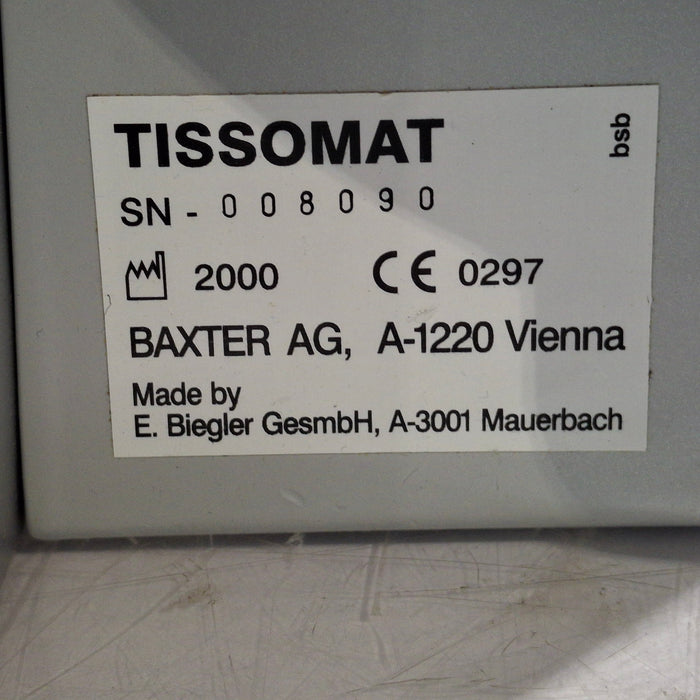 TISSOMAT
bsb
SN - 008090
2000 CE 0297
BAXTER AG, A-1220 Vienna
Made by
E. Biegler GesmbH, A-3001 Mauerbach